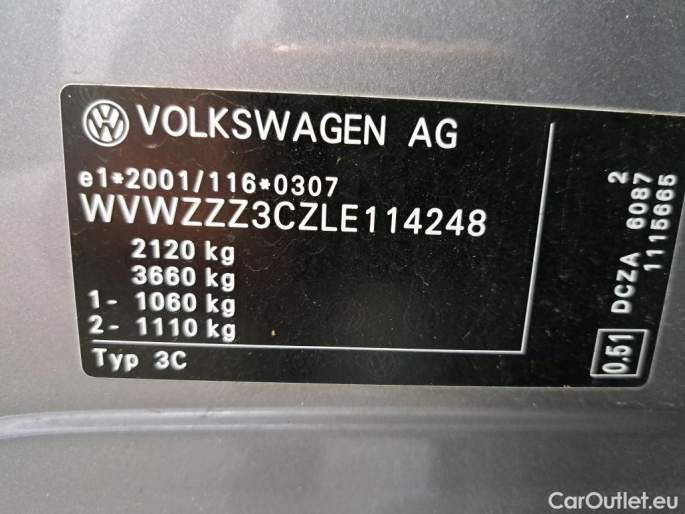 VOLKSWAGEN AG
e1*2001/116*0307
WVWZZZ3CZLE114248
2120 kg
3660 kg
1- 1060 kg
2- 1110 kg
Typ 3C
0.51 DCZA 6087 2
1115665
CarOutlet.eu